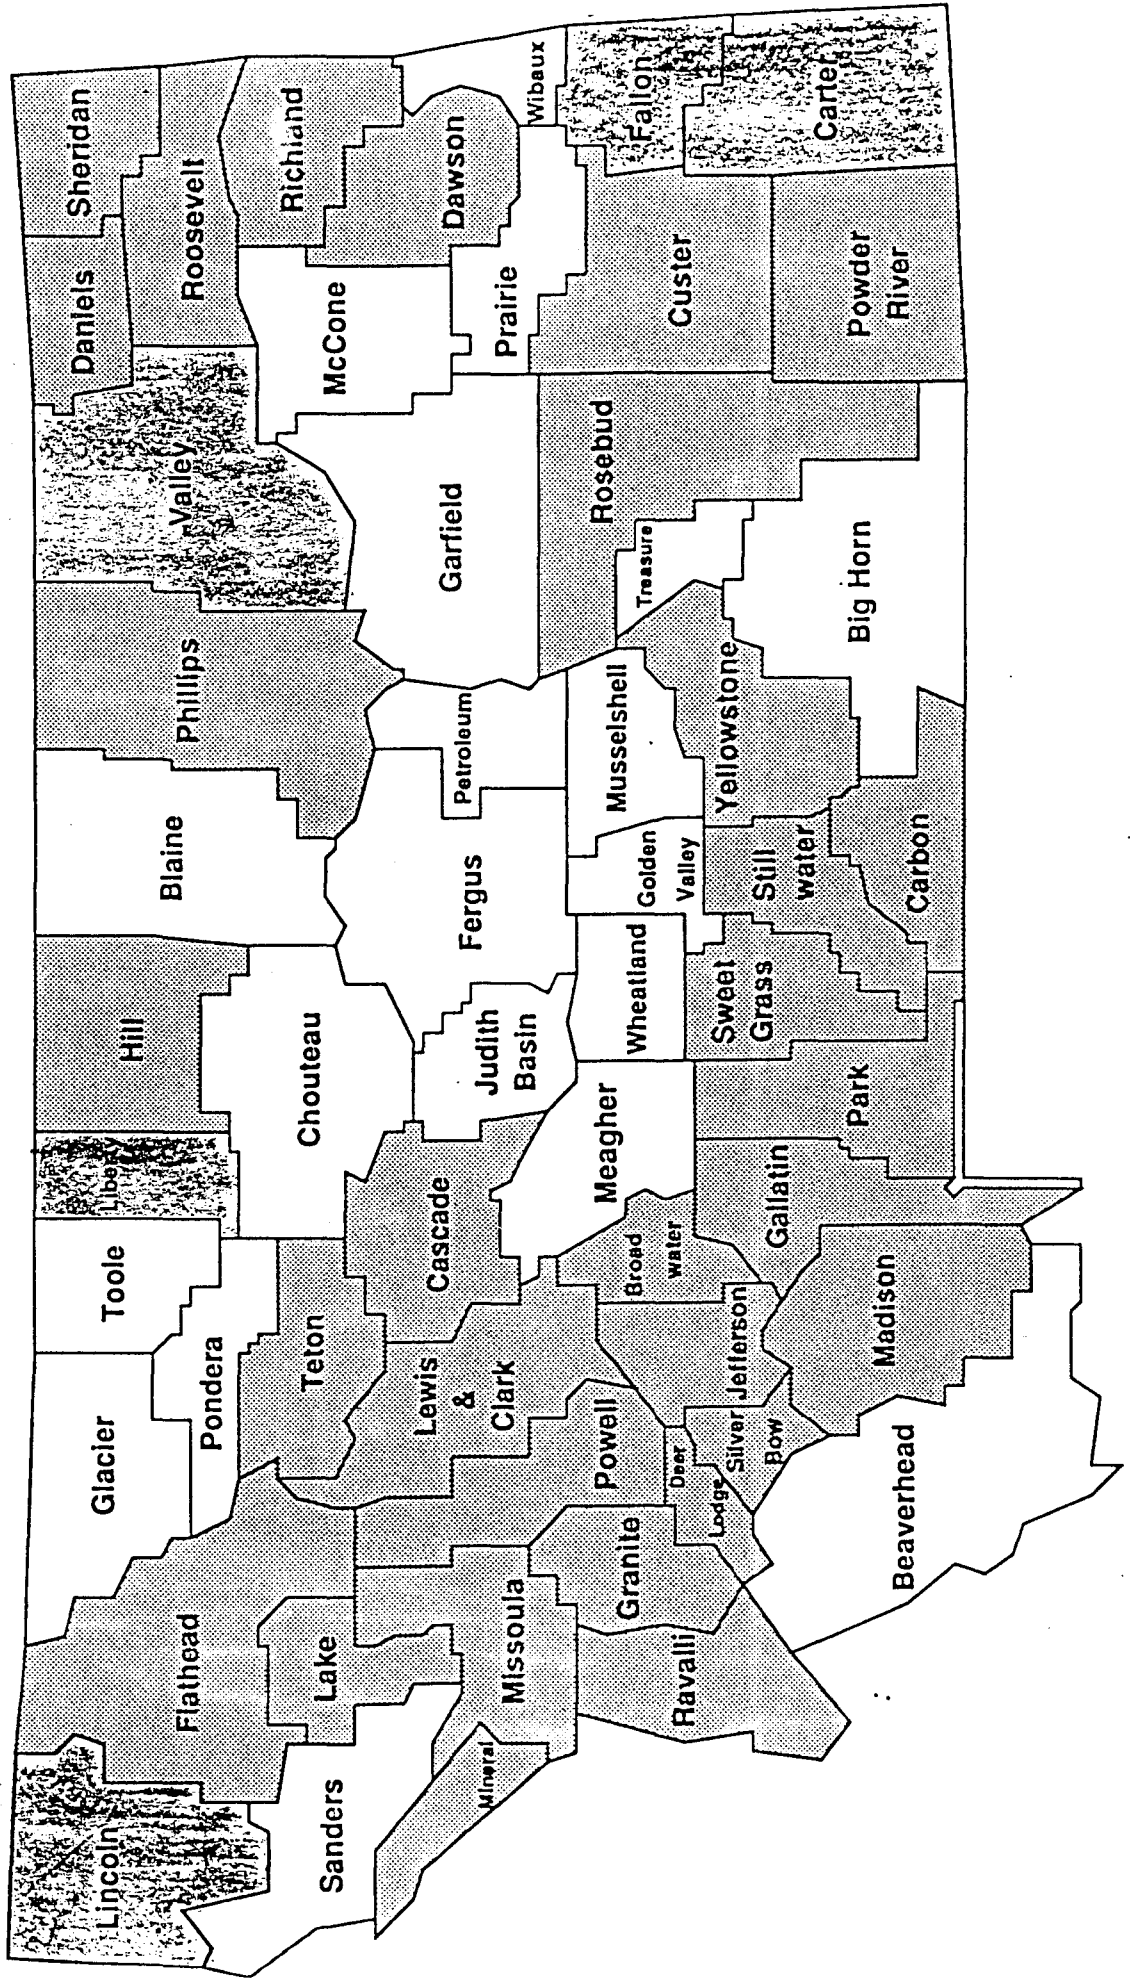 Lincoln
Flathead
Glacier
Toole
Hill
Blaine
Phillips
Valley
Daniels
Sheridan
Roosevelt
Sanders
Lake
Pondera
Teton
Chouteau
McCone
Richland
Mineral
Missoula
Powell
Lewis
&
Clark
Cascade
Judith
Basin
Fergus
Petroleum
Garfield
Prairie
Dawson
Wibaux
Ravalli
Granite
Deer
Lodge
Silver
Bow
Jefferson
Broad
water
Meagher
Wheatland
Golden
Valley
Musselshell
Treasure
Rosebud
Custer
Fallon
Beaverhead
Madison
Gallatin
Park
Sweet
Grass
Still
water
Carbon
Yellowstone
Big Horn
Powder
River
Carter